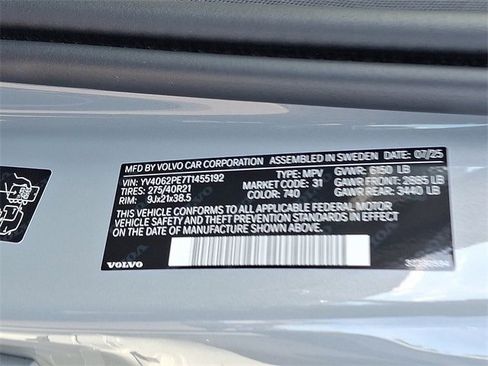 MFD BY VOLVO CAR CORPORATION ASSEMBLED IN SWEDEN DATE: 07/25
VIN: YV4062PE7T1455192 TYPE: MPV GVWR: 6150 LB
TIRES: 275/40R21 MARKET CODE: 31 GAWR FRONT: 2865 LB
RIM: 9Jx21x38.5 COLOR: 740 GAWR REAR: 3440 LB
THIS VEHICLE CONFORMS TO ALL APPLICABLE FEDERAL MOTOR
VEHICLE SAFETY AND THEFT PREVENTION STANDARDS IN EFFECT ON
THE DATE OF MANUFACTURE SHOWN ABOVE.
VOLVO